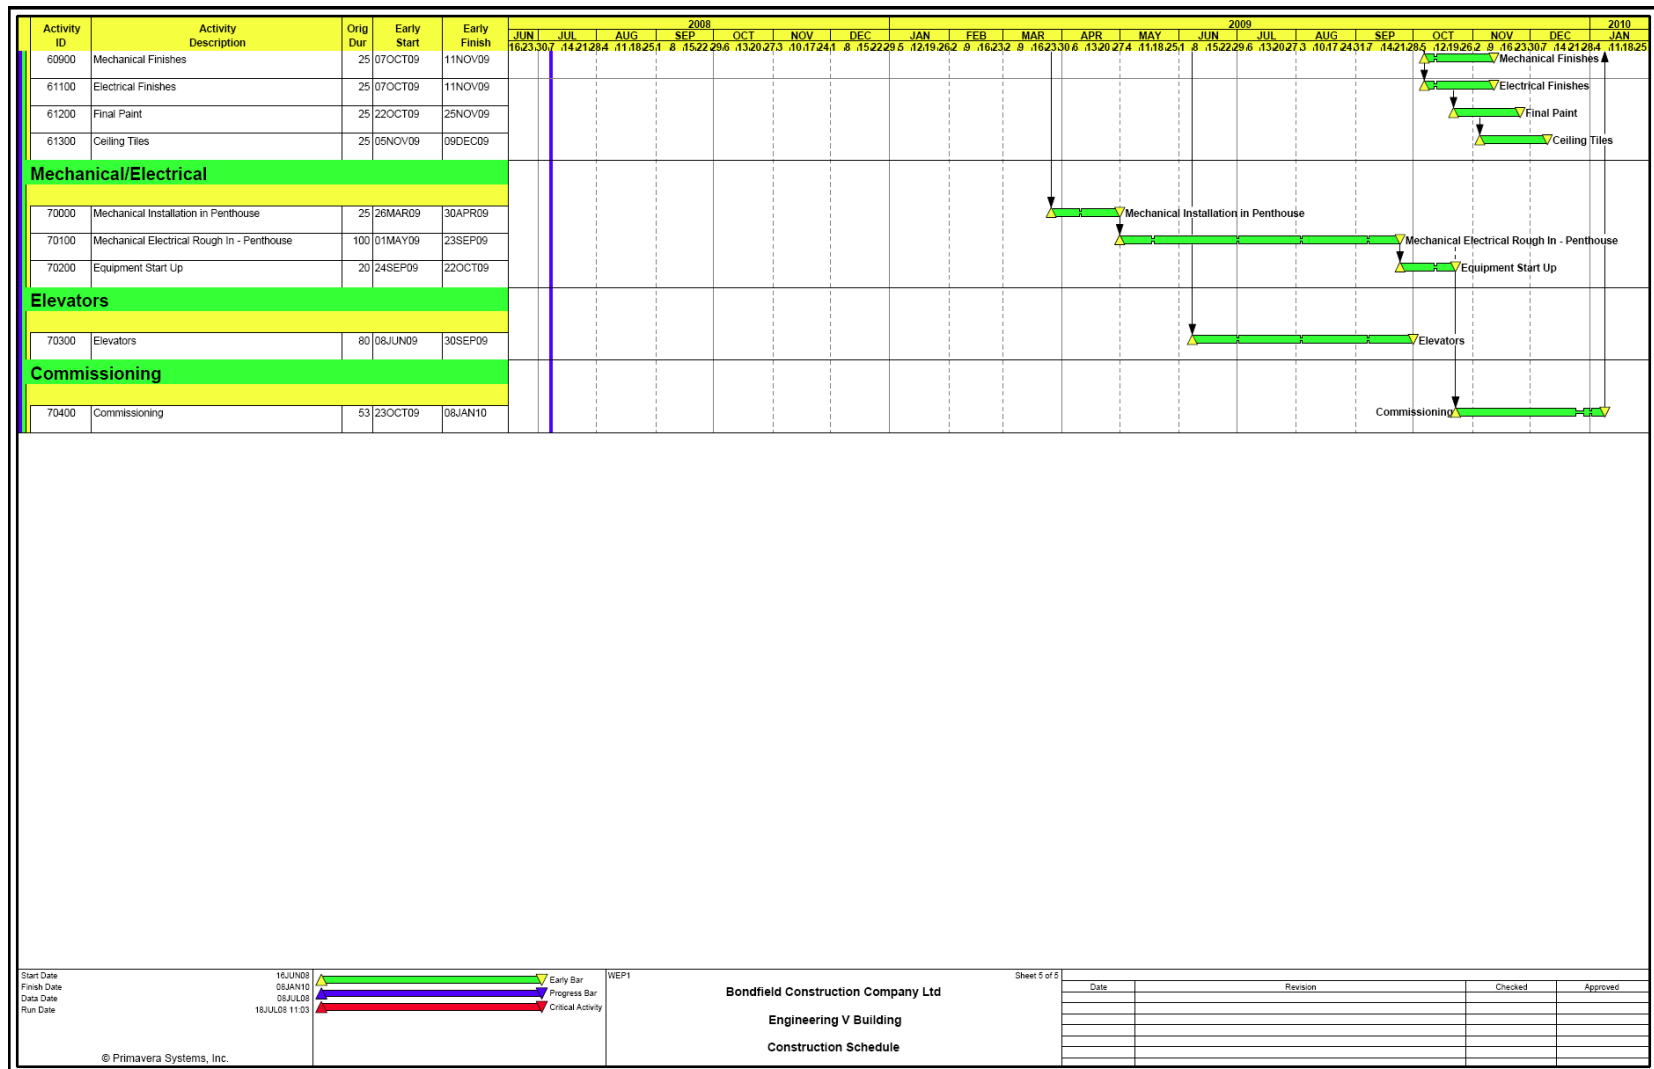 Activity ID Activity Description Orig Dur Early Start Early Finish
2008 2009 2010
JUN JUL AUG SEP OCT NOV DEC JAN FEB MAR APR MAY JUN JUL AUG SEP OCT NOV DEC JAN
60900 Mechanical Finishes 25 07OCT09 11NOV09 Mechanical Finishes
61100 Electrical Finishes 25 07OCT09 11NOV09 Electrical Finishes
61200 Final Paint 25 22OCT09 25NOV09 Final Paint
61300 Ceiling Tiles 25 05NOV09 09DEC09 Ceiling Tiles
Mechanical/Electrical
70000 Mechanical Installation in Penthouse 25 26MAR09 30APR09 Mechanical Installation in Penthouse
70100 Mechanical Electrical Rough In - Penthouse 100 01MAY09 23SEP09 Mechanical Electrical Rough In - Penthouse
70200 Equipment Start Up 20 24SEP09 22OCT09 Equipment Start Up
Elevators
70300 Elevators 80 08JUN09 30SEP09 Elevators
Commissioning
70400 Commissioning 53 23OCT09 08JAN10 Commissioning
Start Date 16JUN08
Finish Date 08JAN10
Data Date 08JUL08
Run Date 18JUL08 11:03
© Primavera Systems, Inc.
Early Bar
Progress Bar
Critical Activity
WEP1
Sheet 5 of 5
Bondfield Construction Company Ltd
Engineering V Building
Construction Schedule
Date Revision Checked Approved